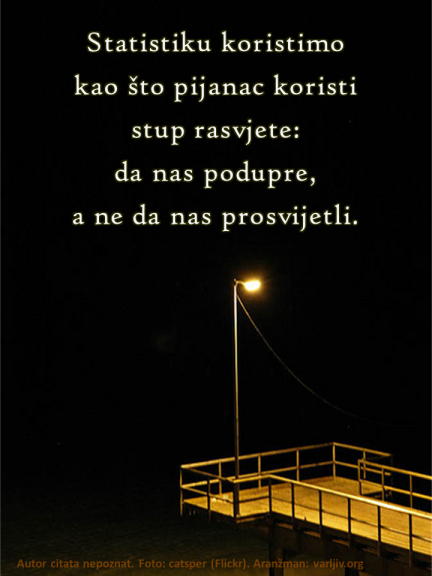 Statistiku koristimo
kao što pijanac koristi
stup rasvjete:
da nas podupre,
a ne da nas prosvijetli.
Autor citata nepoznat. Foto: catsper (Flickr). Aranžman: varljiv.org